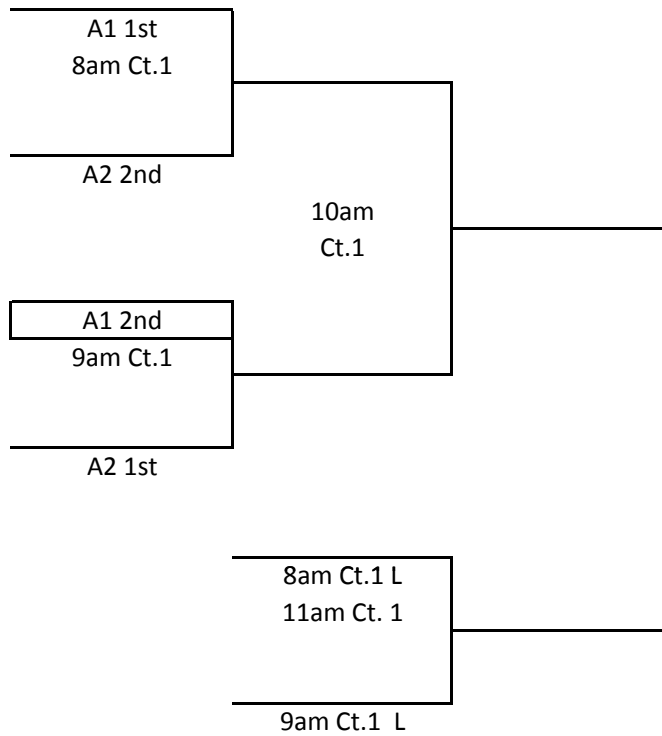 A1 1st
8am Ct.1
A2 2nd
10am
Ct.1
A1 2nd
9am Ct.1
A2 1st
8am Ct.1 L
11am Ct. 1
9am Ct.1  L